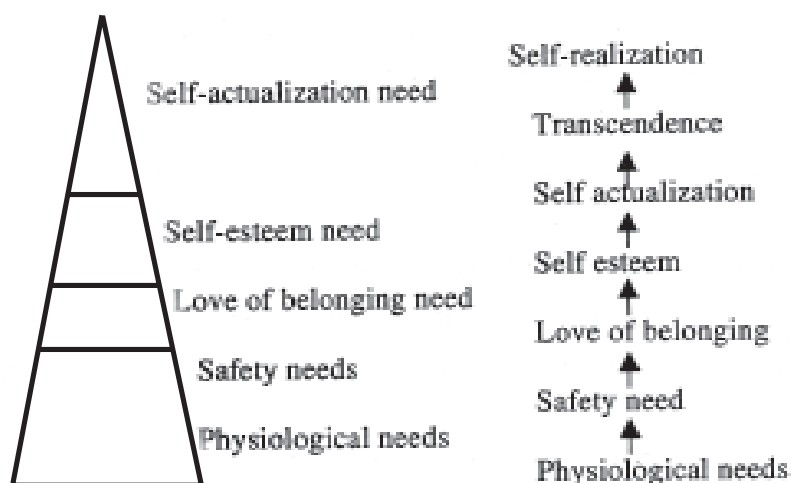 Self-actualization need
Self-esteem need
Love of belonging need
Safety needs
Physiological needs
Self-realization
Transcendence
Self actualization
Self esteem
Love of belonging
Safety need
Physiological needs